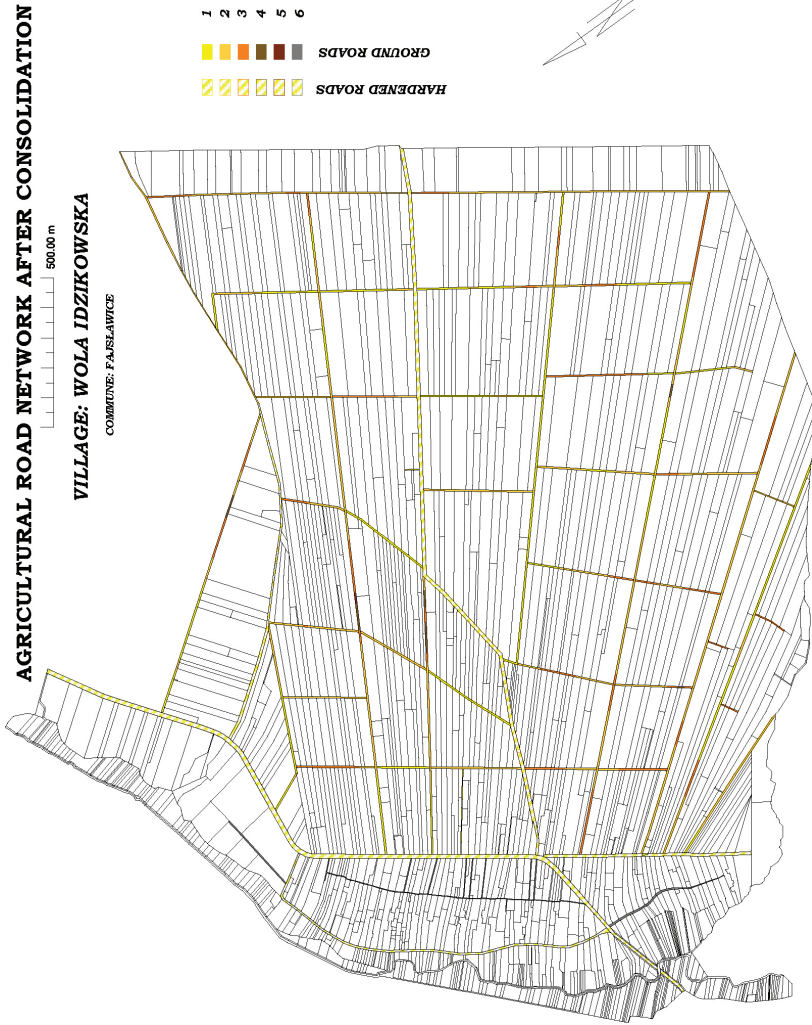 AGRICULTURAL ROAD NETWORK AFTER CONSOLIDATION
500.00 m
VILLAGE: WOLA IDZIKOWSKA
COMMUNE: FAJSŁAWICE
1
2
3
4
5
6
GROUND ROADS
HARDENED ROADS